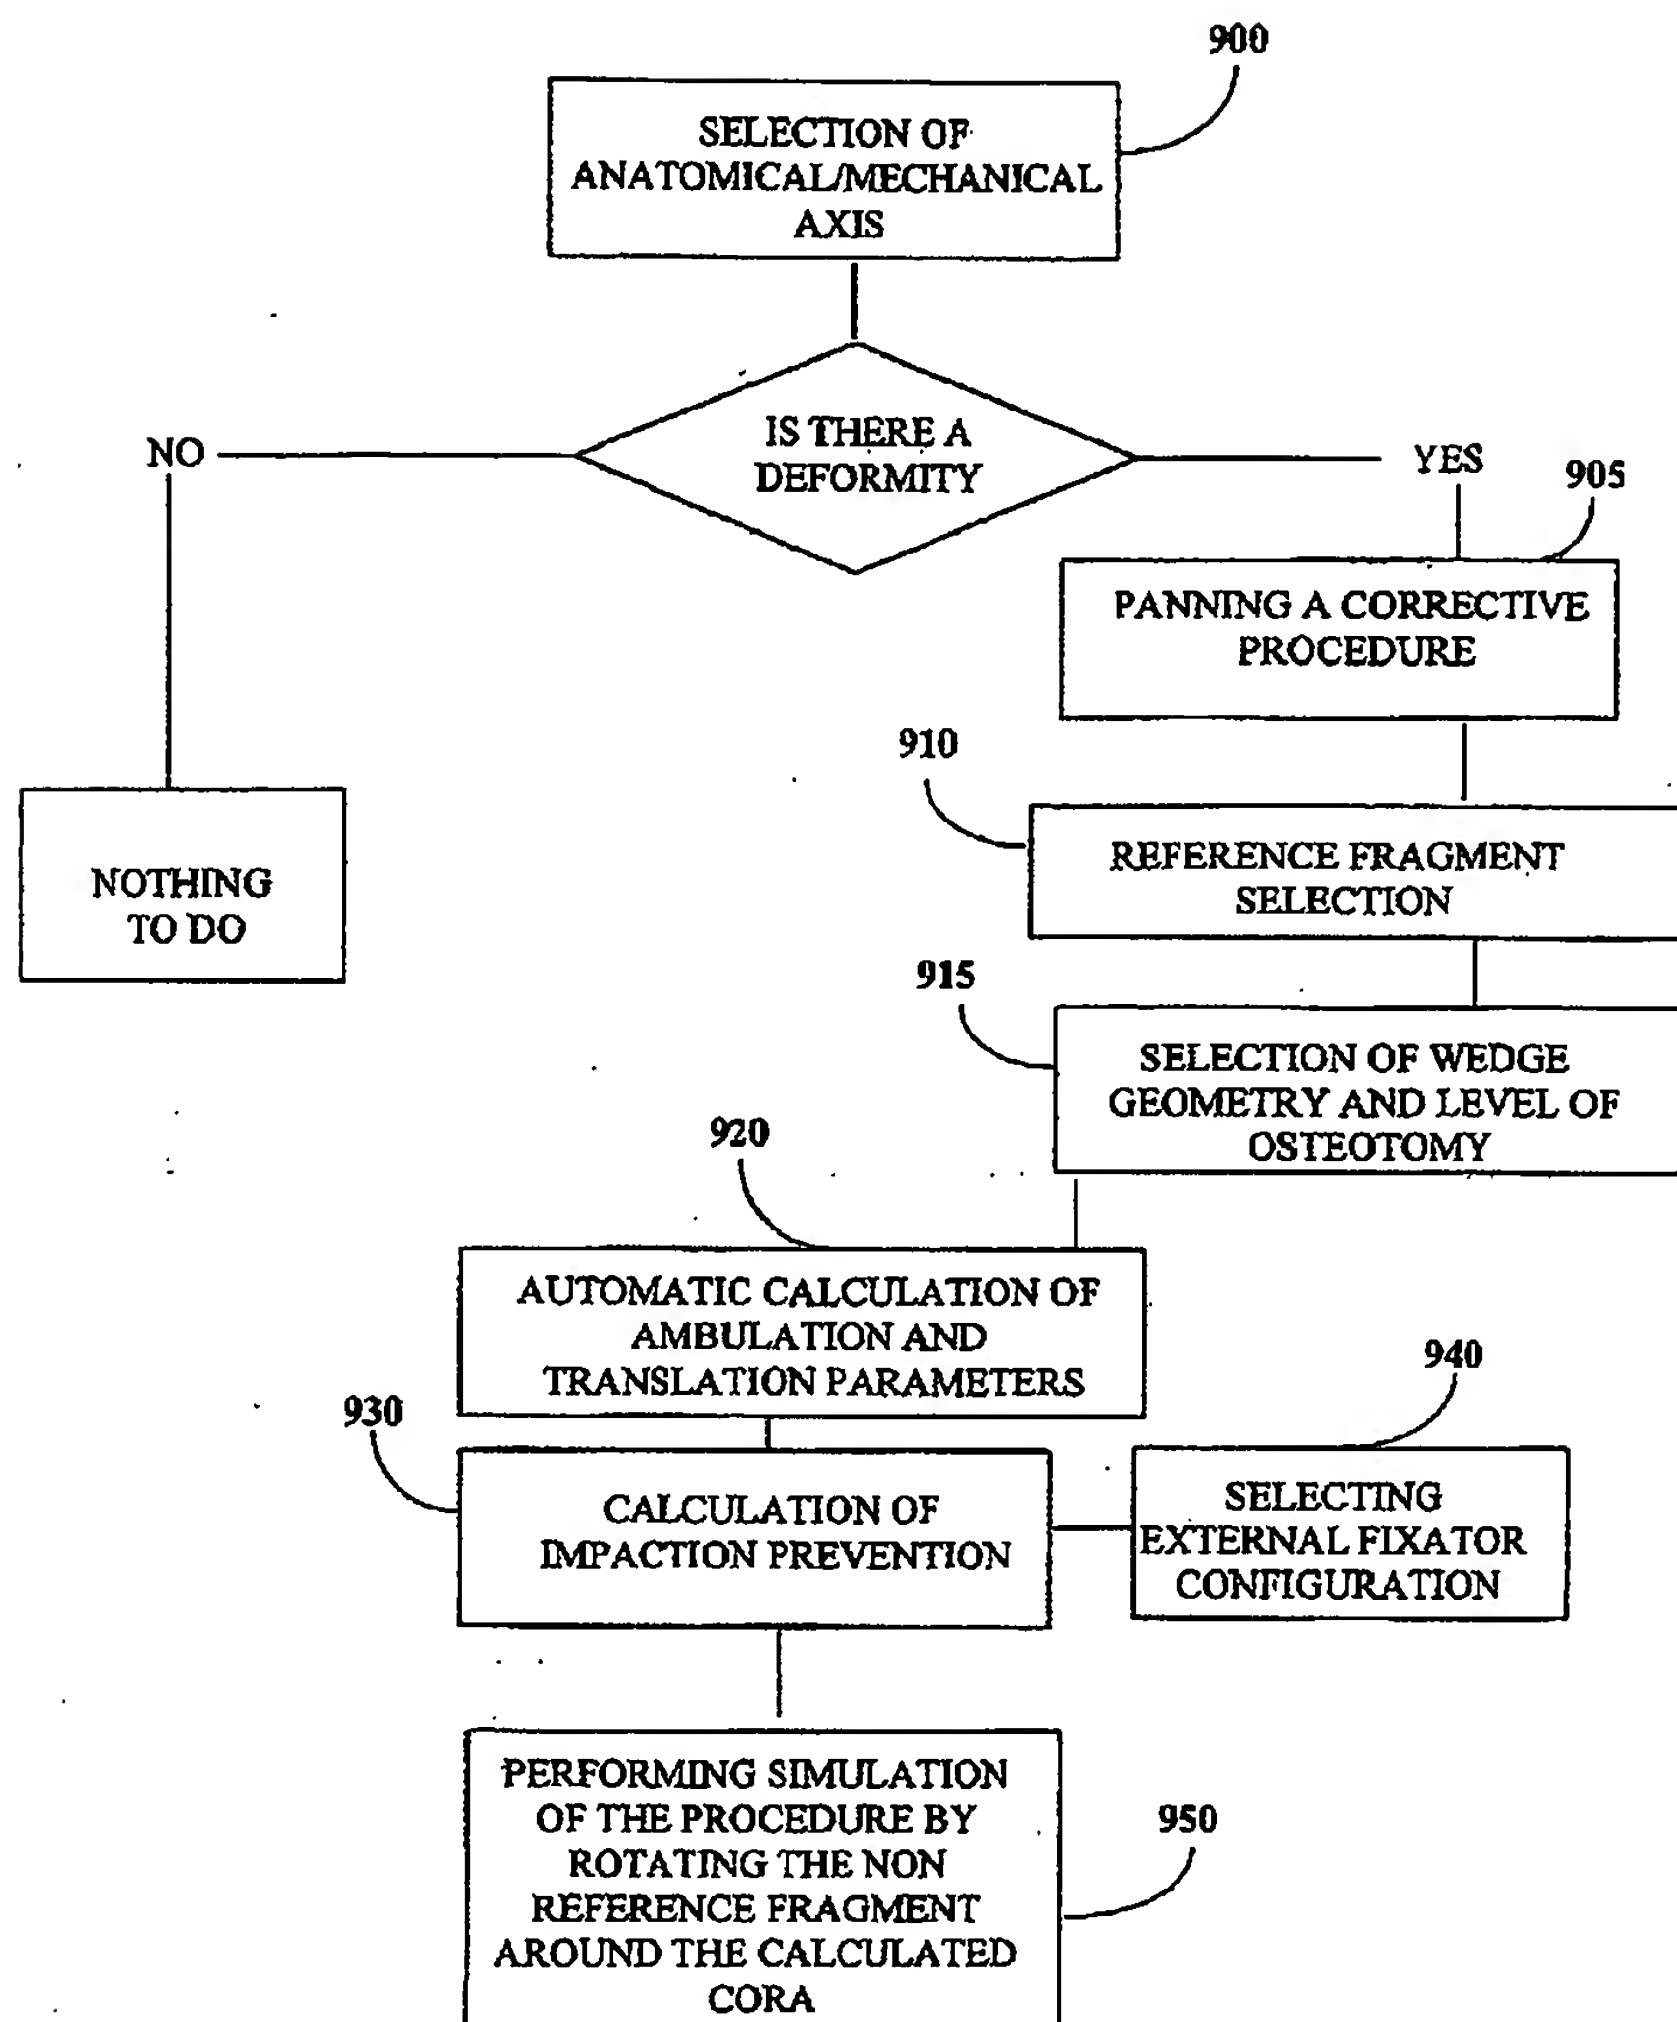 900
SELECTION OF
ANATOMICAL/MECHANICAL
AXIS
IS THERE A
DEFORMITY
NO
YES
905
PANNING A CORRECTIVE
PROCEDURE
910
REFERENCE FRAGMENT
SELECTION
NOTHING
TO DO
915
SELECTION OF WEDGE
GEOMETRY AND LEVEL OF
OSTEOTOMY
920
AUTOMATIC CALCULATION OF
AMBULATION AND
TRANSLATION PARAMETERS
930
CALCULATION OF
IMPACTION PREVENTION
940
SELECTING
EXTERNAL FIXATOR
CONFIGURATION
PERFORMING SIMULATION
OF THE PROCEDURE BY
ROTATING THE NON
REFERENCE FRAGMENT
AROUND THE CALCULATED
CORA
950